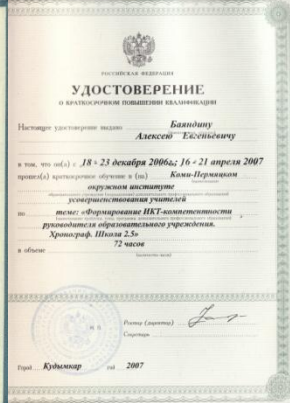 РОССИЙСКАЯ ФЕДЕРАЦИЯ
УДОСТОВЕРЕНИЕ
О КРАТКОСРОЧНОМ ПОВЫШЕНИИ КВАЛИФИКАЦИИ
Настоящее удостоверение выдано Баяндину
Алексею Евгеньевичу
в том, что он(а) с 18 - 23 декабря 2006г.; 16 - 21 апреля 2007
прошел(а) краткосрочное обучение в (на) Коми-Пермяцком
окружном институте
усовершенствования учителей
по теме: «Формирование ИКТ-компетентности
руководителя образовательного учреждения.
Хронограф. Школа 2.5»
в объеме 72 часов
М. П.
Ректор (директор)
Секретарь
Город Кудымкар год 2007